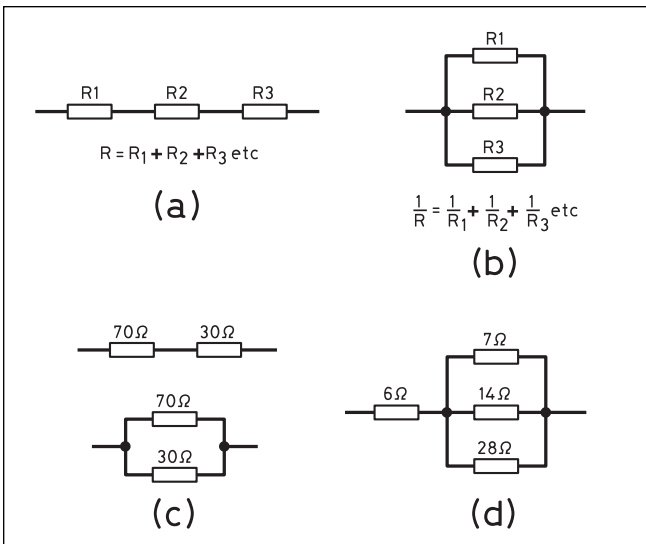 R1 R2 R3
R = R₁ + R₂ + R₃ etc
(a)
R1
R2
R3
1/R = 1/R₁ + 1/R₂ + 1/R₃ etc
(b)
70Ω 30Ω
70Ω
30Ω
(c)
7Ω
6Ω 14Ω
28Ω
(d)